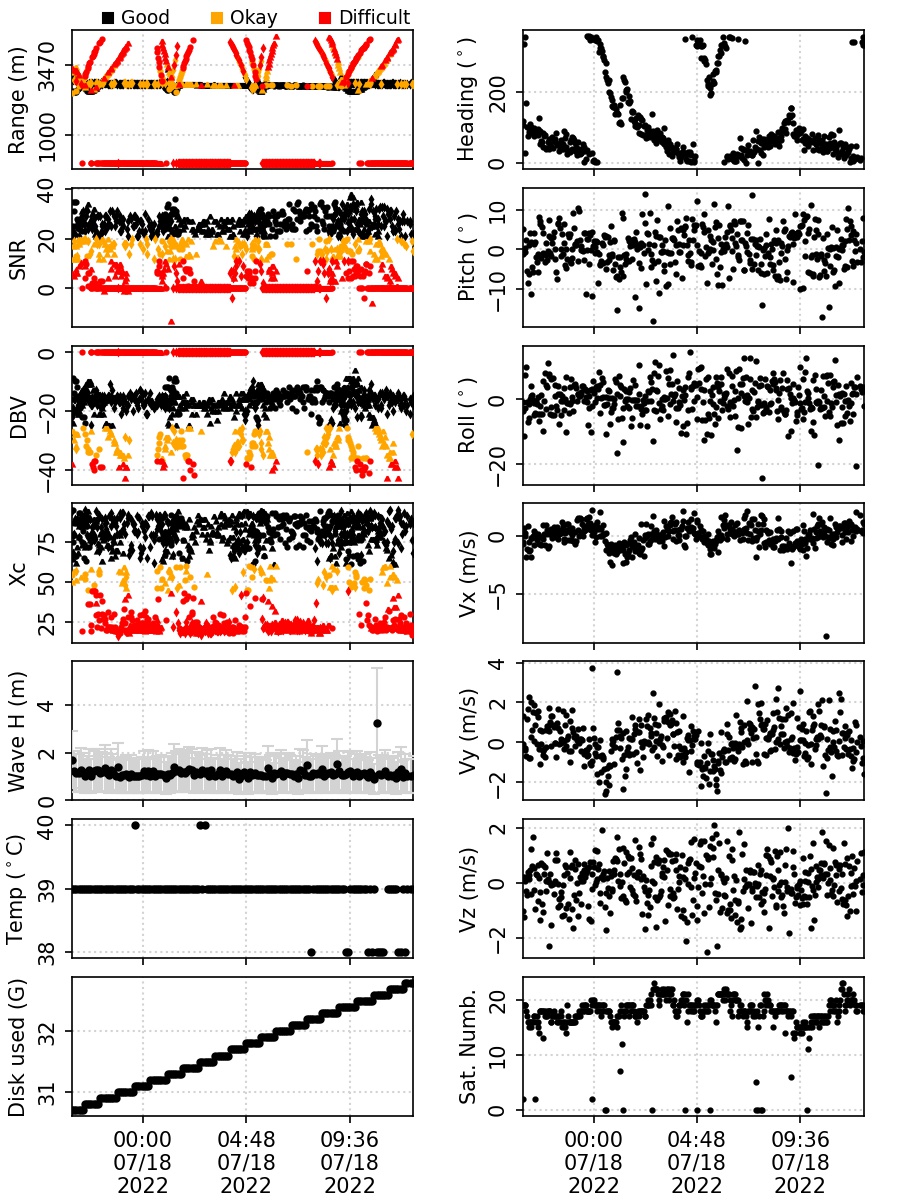 Good Okay Difficult
Range (m)
3470
1000
Heading (°)
200
0
SNR
40
20
0
Pitch (°)
10
0
−10
DBV
0
−20
−40
Roll (°)
0
−20
Xc
75
50
25
Vx (m/s)
0
−5
Wave H (m)
4
2
0
Vy (m/s)
4
2
0
−2
Temp (°C)
40
39
38
Vz (m/s)
2
0
−2
Disk used (G)
32
31
Sat. Numb.
20
10
0
00:00 04:48 09:36
07/18 07/18 07/18
2022 2022 2022
00:00 04:48 09:36
07/18 07/18 07/18
2022 2022 2022